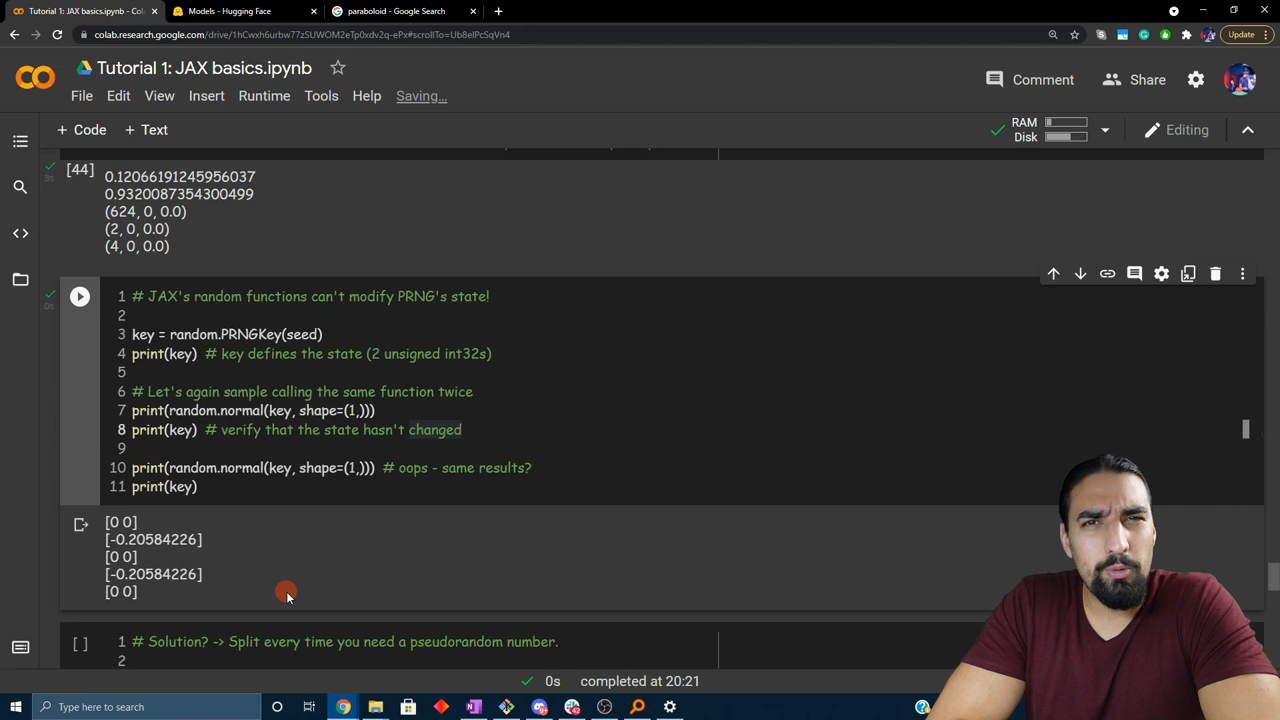 Tutorial 1: JAX basics.ipynb - Col
Models - Hugging Face
paraboloid - Google Search
colab.research.google.com/drive/1hCwxh6urbw77zSUWOM2eTp0xdv2q-ePx#scrollTo=Ub8elPcSqVn4
Update
Tutorial 1: JAX basics.ipynb
Comment
Share
File Edit View Insert Runtime Tools Help Saving...
+ Code + Text
RAM
Disk
Editing
[44]
3s
0.12066191245956037
0.9320087354300499
(624, 0, 0.0)
(2, 0, 0.0)
(4, 0, 0.0)
0s
1 # JAX's random functions can't modify PRNG's state!
2
3 key = random.PRNGKey(seed)
4 print(key) # key defines the state (2 unsigned int32s)
5
6 # Let's again sample calling the same function twice
7 print(random.normal(key, shape=(1,)))
8 print(key) # verify that the state hasn't changed
9
10 print(random.normal(key, shape=(1,))) # oops - same results?
11 print(key)
[0 0]
[-0.20584226]
[0 0]
[-0.20584226]
[0 0]
[ ] 1 # Solution? -> Split every time you need a pseudorandom number.
2
0s completed at 20:21
Type here to search